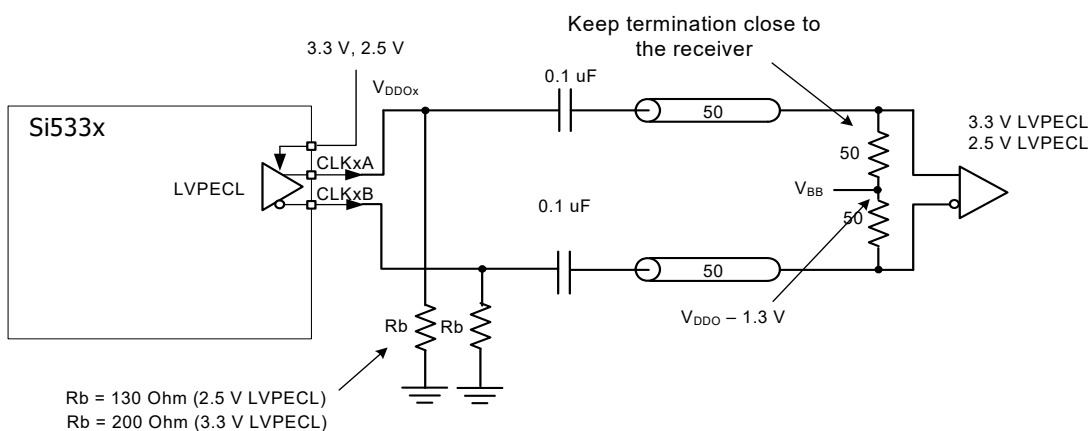 Keep termination close to
the receiver
3.3 V, 2.5 V
0.1 uF
VDDOx
50
Si533x
3.3 V LVPECL
2.5 V LVPECL
CLKxA
50
LVPECL
VBB
CLKxB
0.1 uF
50
50
VDDO – 1.3 V
Rb
Rb
Rb = 130 Ohm (2.5 V LVPECL)
Rb = 200 Ohm (3.3 V LVPECL)